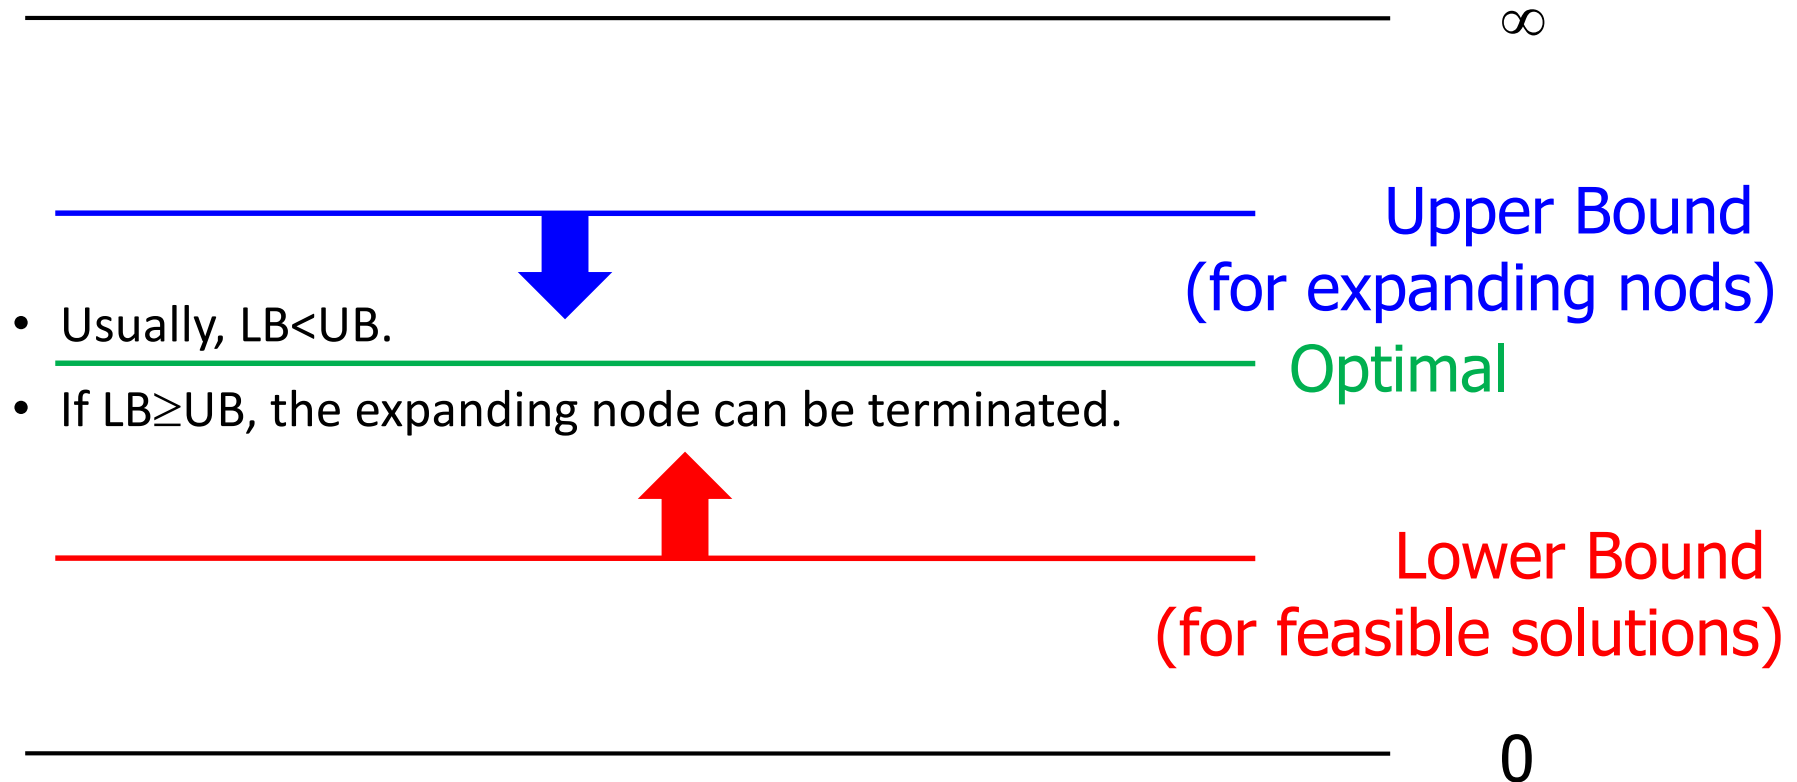 ∞
Upper Bound
(for expanding nods)
• Usually, LB<UB.
Optimal
• If LB≥UB, the expanding node can be terminated.
Lower Bound
(for feasible solutions)
0